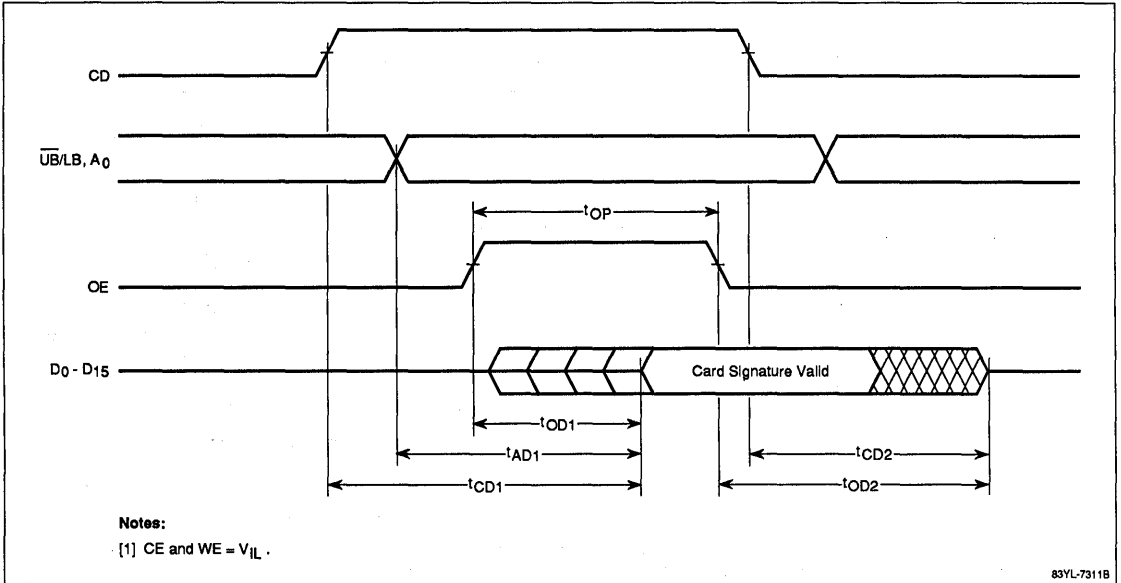 CD
U̅B̅/LB, A0
tOP
OE
D0 - D15
Card Signature Valid
tOD1
tAD1
tCD2
tCD1
tOD2
Notes:
[1] CE and WE = VIL .
83YL-7311B